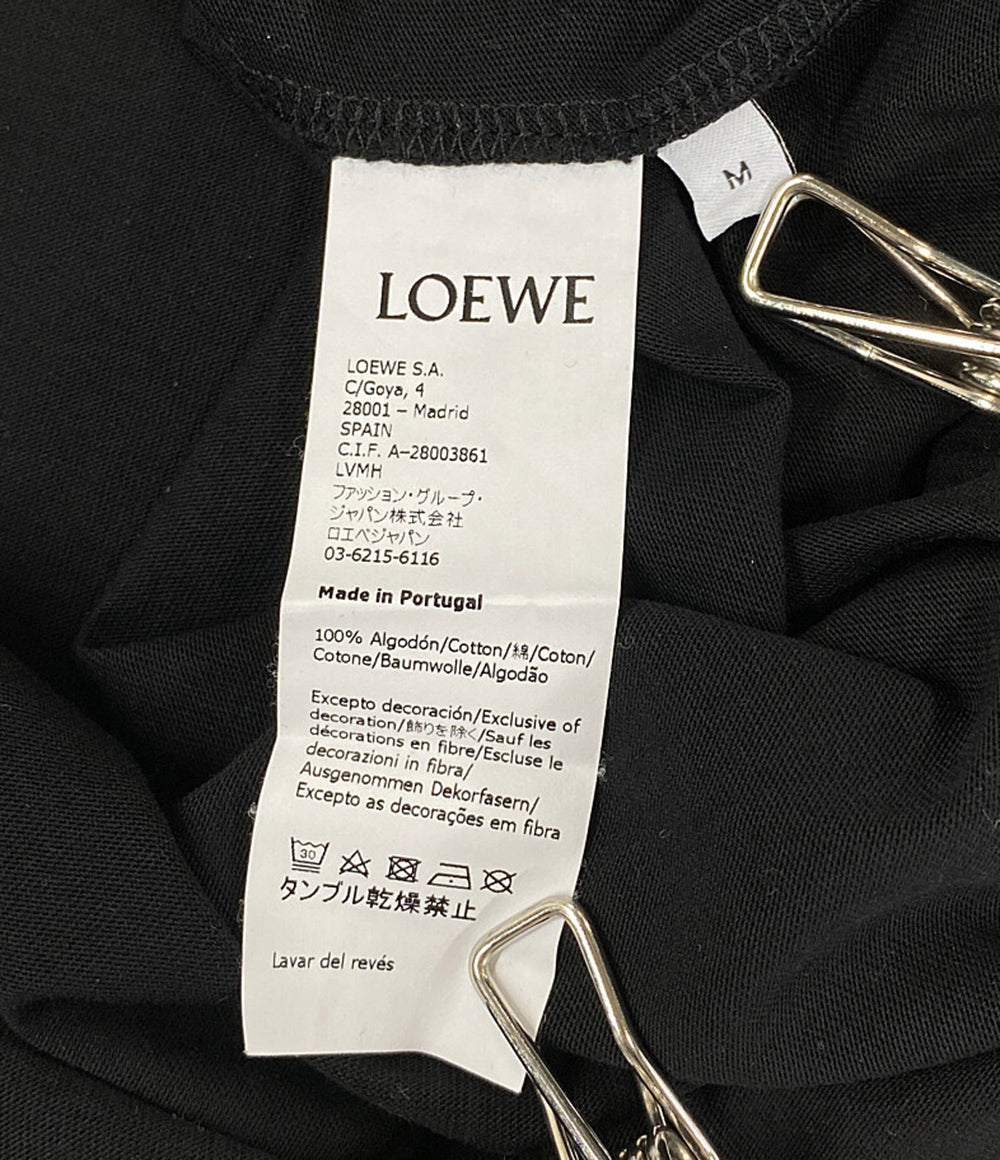 M
LOEWE
LOEWE S.A.
C/Goya, 4
28001 – Madrid
SPAIN
C.I.F. A–28003861
LVMH
ファッション・グループ・
ジャパン株式会社
ロエベジャパン
03-6215-6116
Made in Portugal
100% Algodón/Cotton/綿/Coton/
Cotone/Baumwolle/Algodão
Excepto decoración/Exclusive of
decoration/飾りを除く/Sauf les
décorations en fibre/Escluse le
decorazioni in fibra/
Ausgenommen Dekorfasern/
Excepto as decorações em fibra
30
タンブル乾燥禁止
Lavar del revés